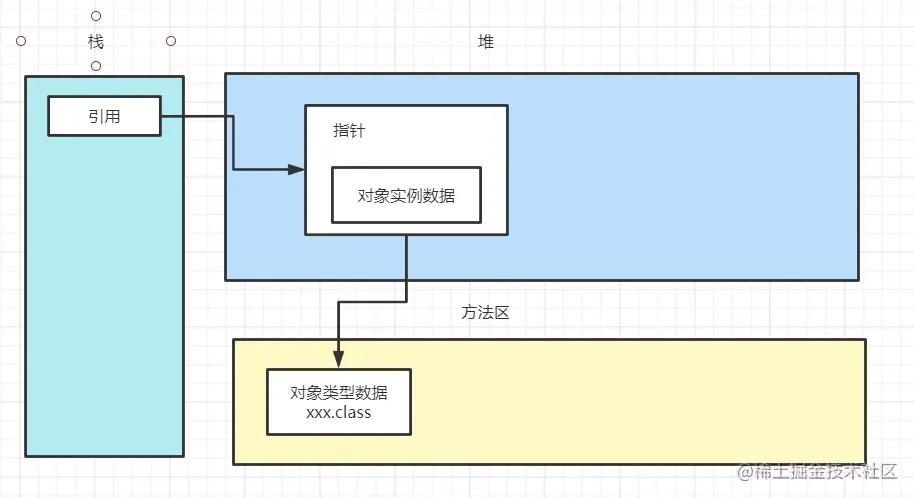 栈
堆
引用
指针
对象实例数据
方法区
对象类型数据
xxx.class
@稀土掘金技术社区